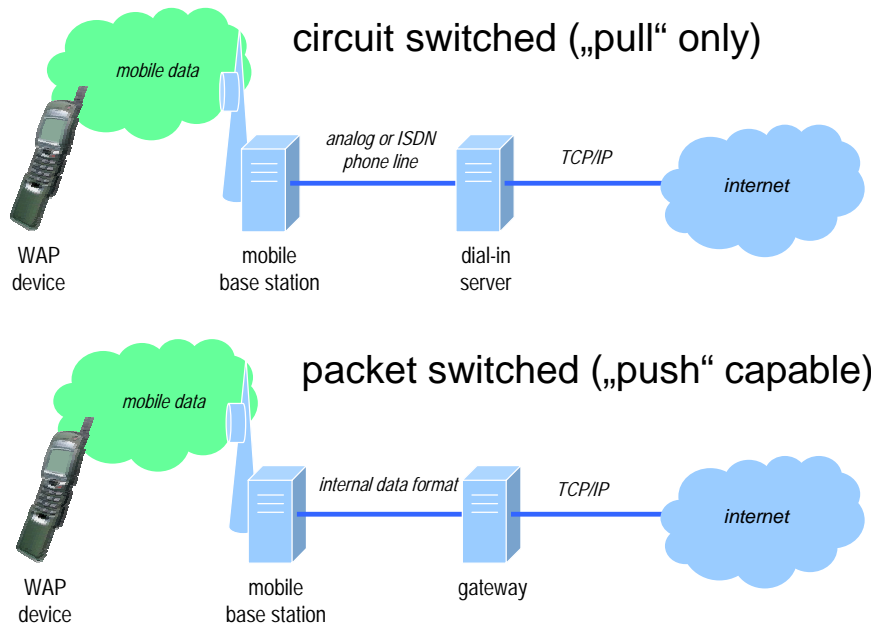 circuit switched („pull“ only)
mobile data
analog or ISDN
phone line
TCP/IP
internet
WAP
device
mobile
base station
dial-in
server
packet switched („push“ capable)
mobile data
internal data format
TCP/IP
internet
WAP
device
mobile
base station
gateway